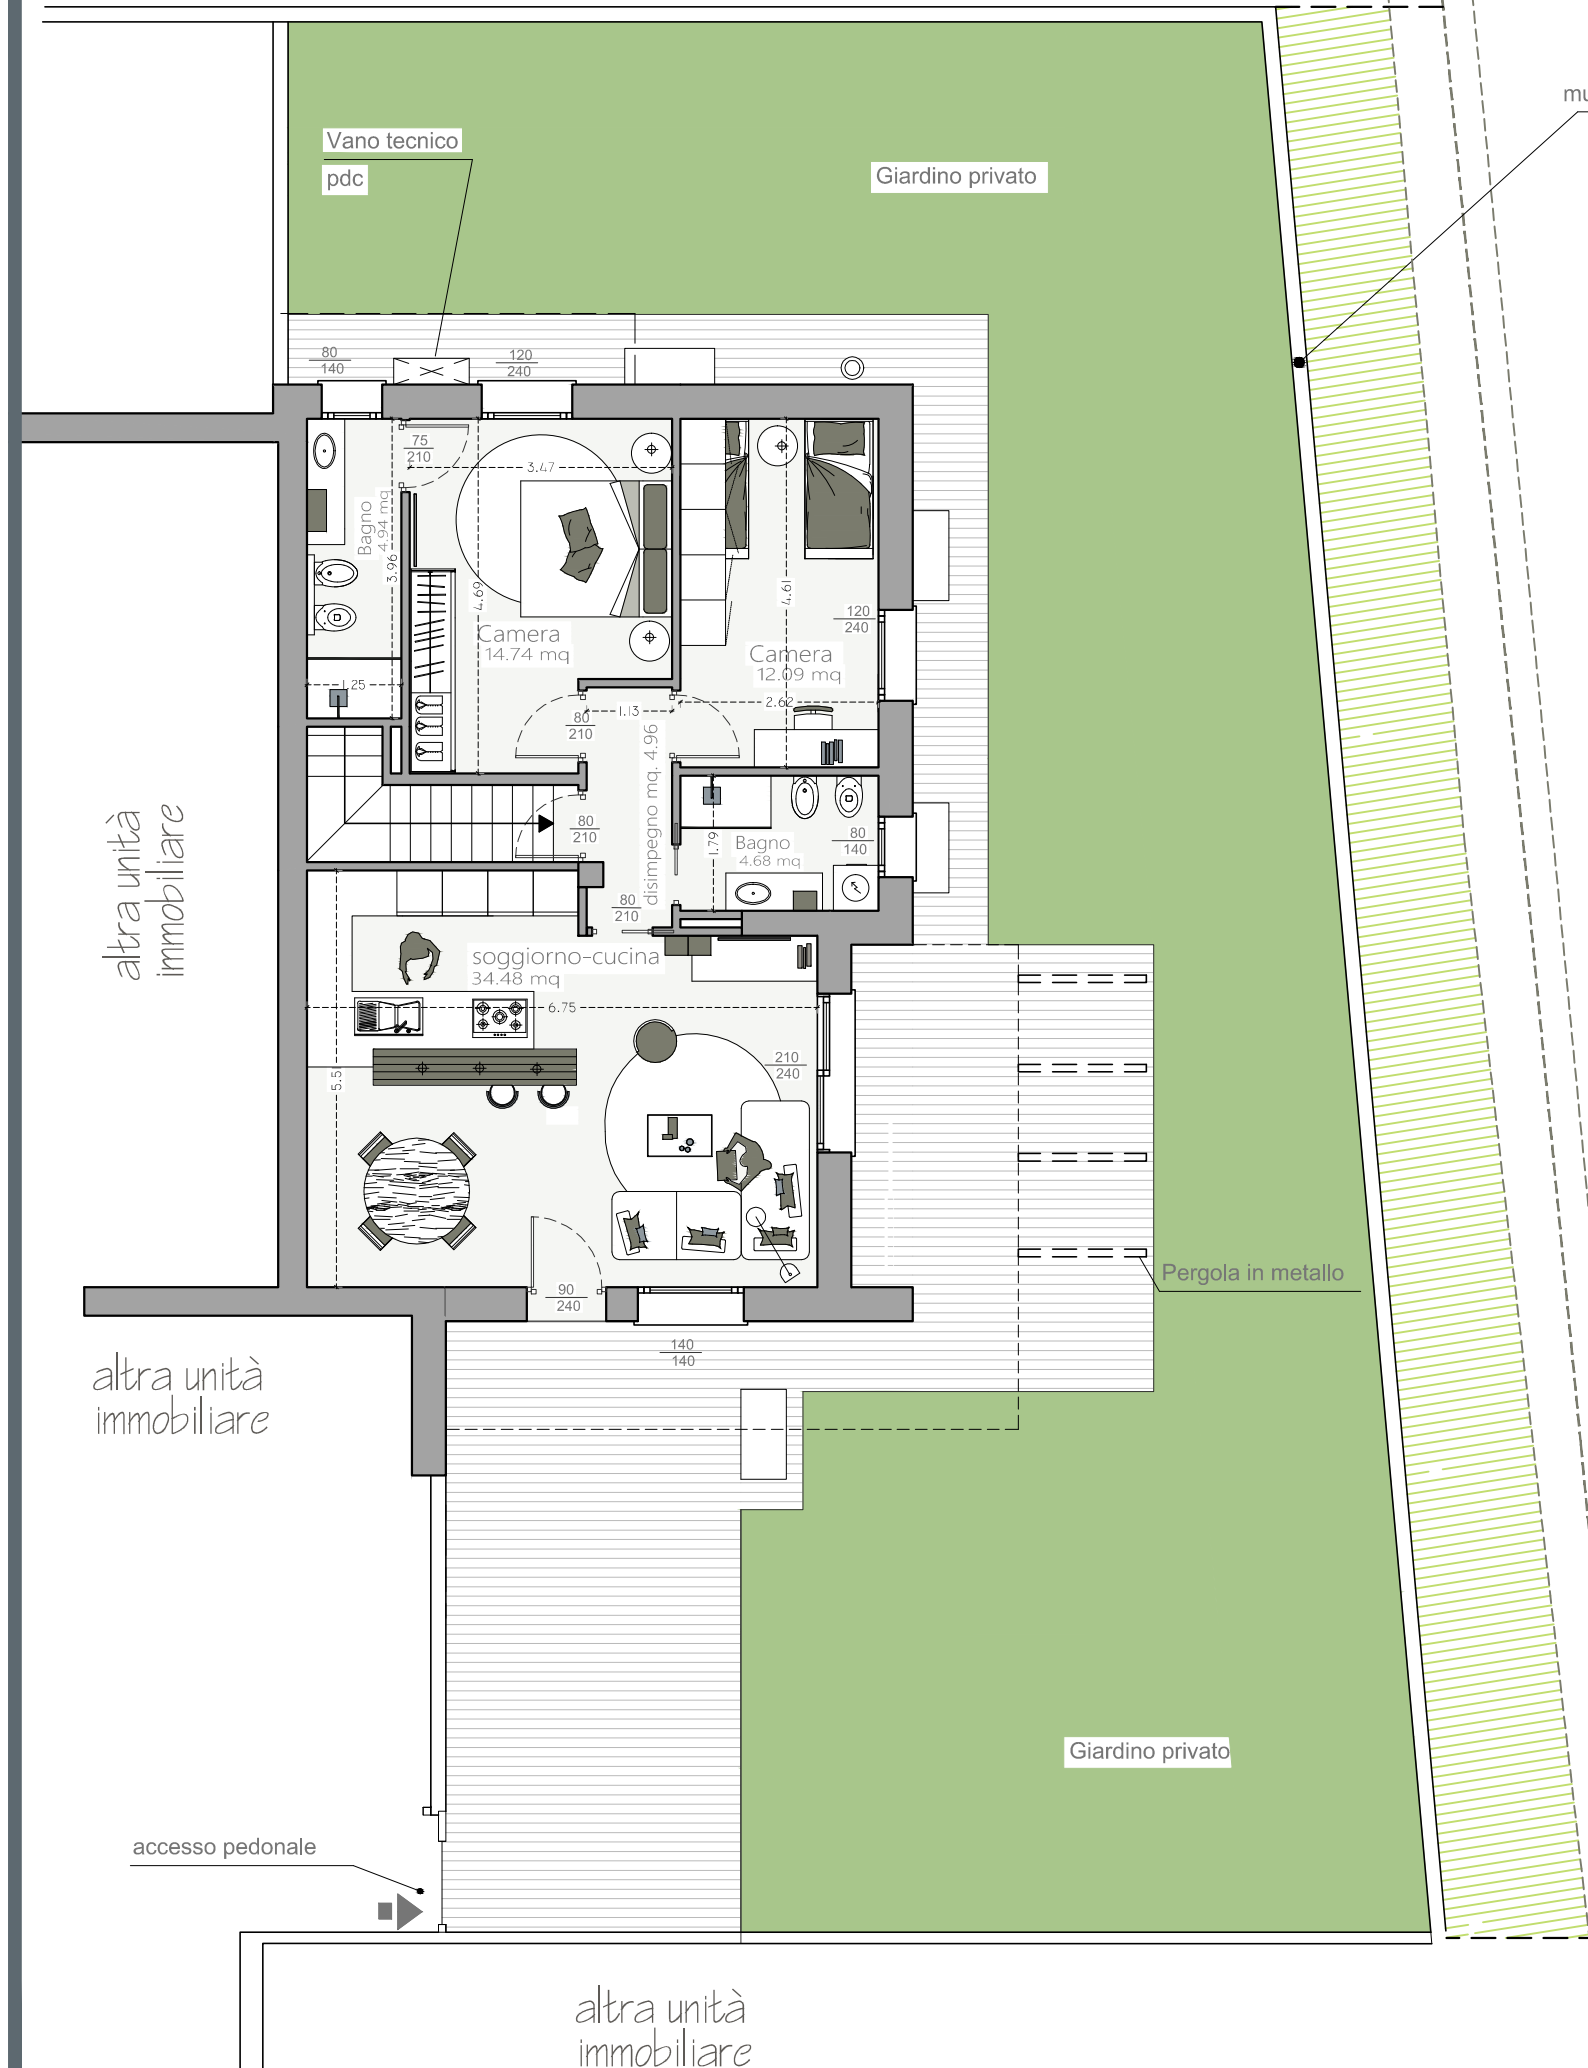 mu
Vano tecnico
pdc
Giardino privato
80
140
120
240
75
210
3.47
Bagno
4.94 mq
3.96
4.69
4.61
120
240
Camera
14.74 mq
Camera
12.09 mq
1.25
1.13
2.62
80
210
disimpegno mq. 4.96
80
210
1.79
Bagno
4.68 mq
80
140
altra unità
immobiliare
80
210
soggiorno-cucina
34.48 mq
6.75
5.51
210
240
Pergola in metallo
90
240
140
140
altra unità
immobiliare
Giardino privato
accesso pedonale
altra unità
immobiliare